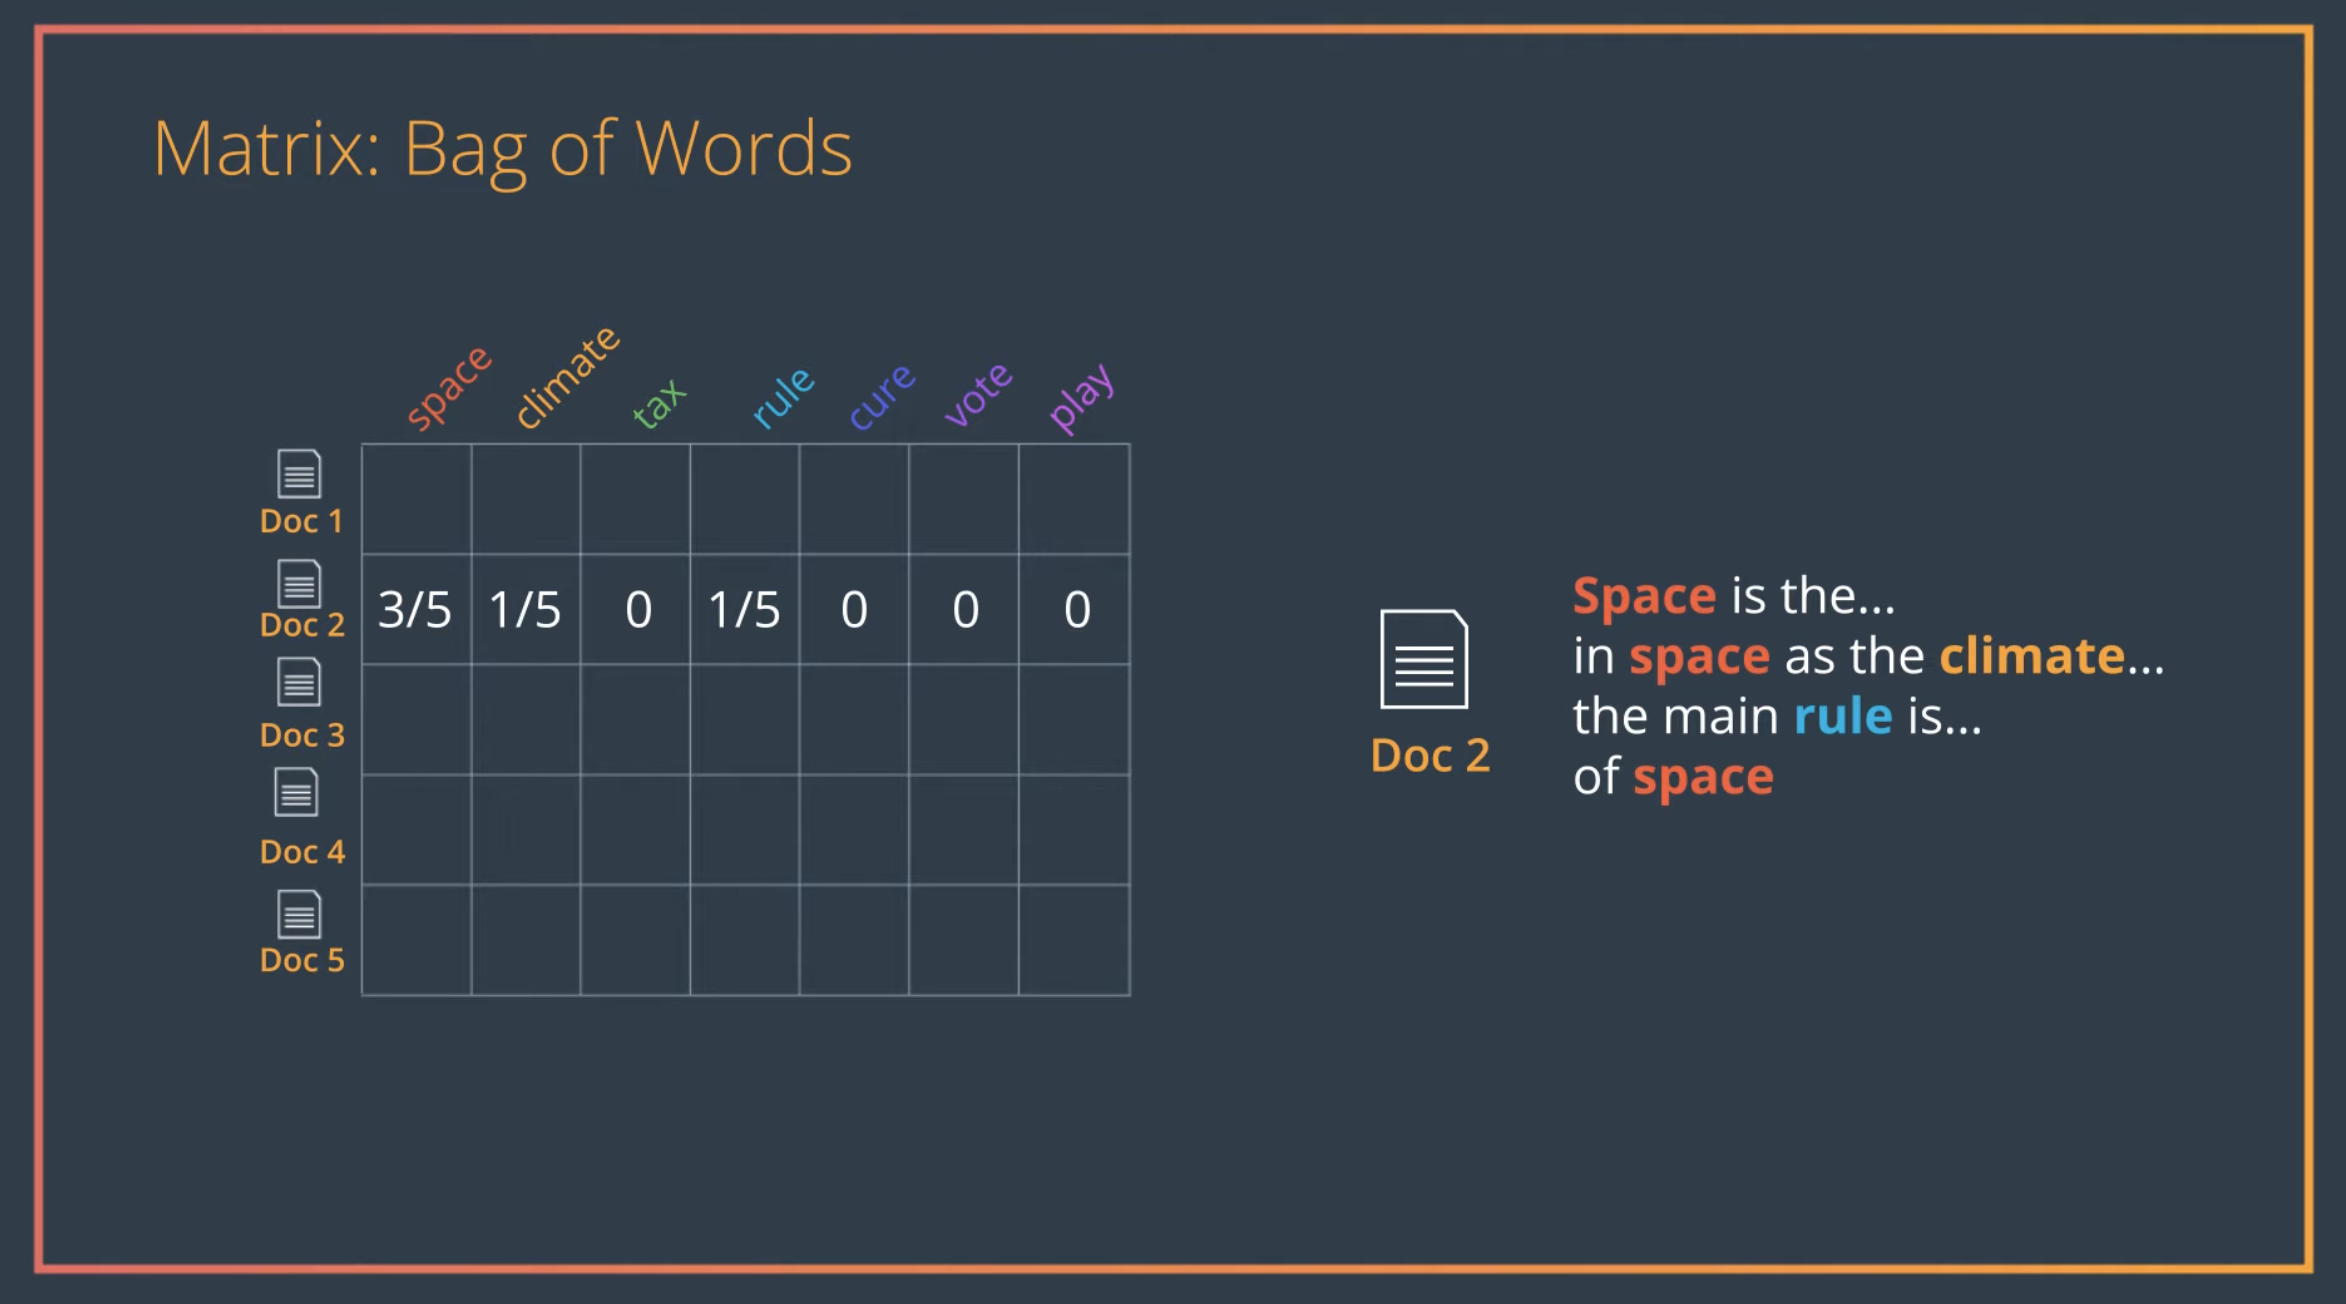 Matrix: Bag of Words
space climate tax rule cure vote play
Doc 1
Doc 2 3/5 1/5 0 1/5 0 0 0
Doc 3
Doc 4
Doc 5
Doc 2
Space is the...
in space as the climate...
the main rule is...
of space